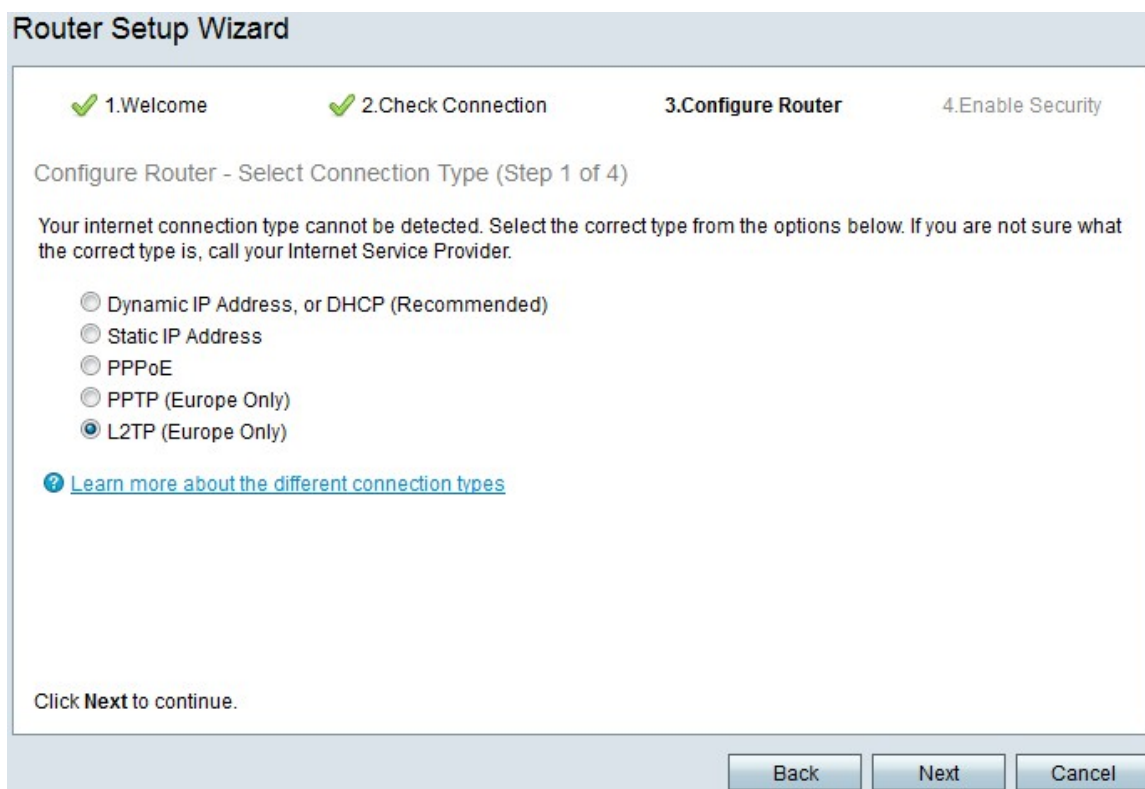 Router Setup Wizard
1.Welcome
2.Check Connection
3.Configure Router
4.Enable Security
Configure Router - Select Connection Type (Step 1 of 4)
Your internet connection type cannot be detected. Select the correct type from the options below. If you are not sure what
the correct type is, call your Internet Service Provider.
Dynamic IP Address, or DHCP (Recommended)
Static IP Address
PPPoE
PPTP (Europe Only)
L2TP (Europe Only)
? Learn more about the different connection types
Click Next to continue.
Back
Next
Cancel